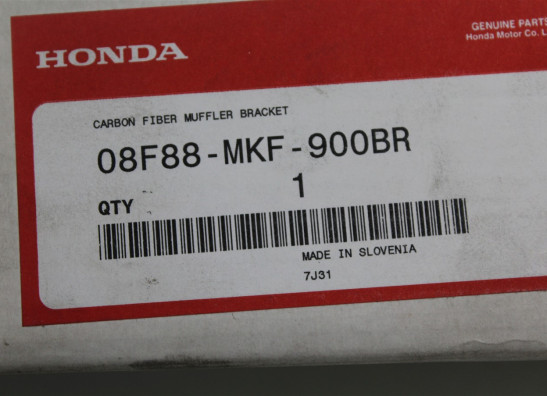 HONDA
GENUINE PARTS
Honda Motor Co. L
CARBON FIBER MUFFLER BRACKET
08F88-MKF-900BR
QTY 1
MADE IN SLOVENIA
7J31